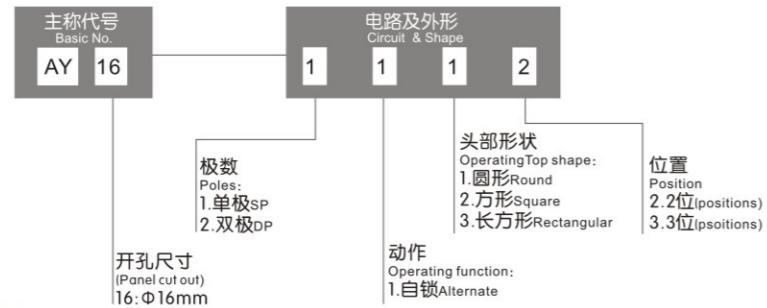 主称代号
Basic No.
AY 16
电路及外形
Circuit & Shape
1 1 1 2
极数
Poles:
1.单极SP
2.双极DP
头部形状
OperatingTop shape:
1.圆形Round
2.方形Square
3.长方形Rectangular
位置
Position
2.2位(positions)
3.3位(psoitions)
开孔尺寸
(Panel cut out)
16:Φ16mm
动作
Operating function:
1.自锁Alternate